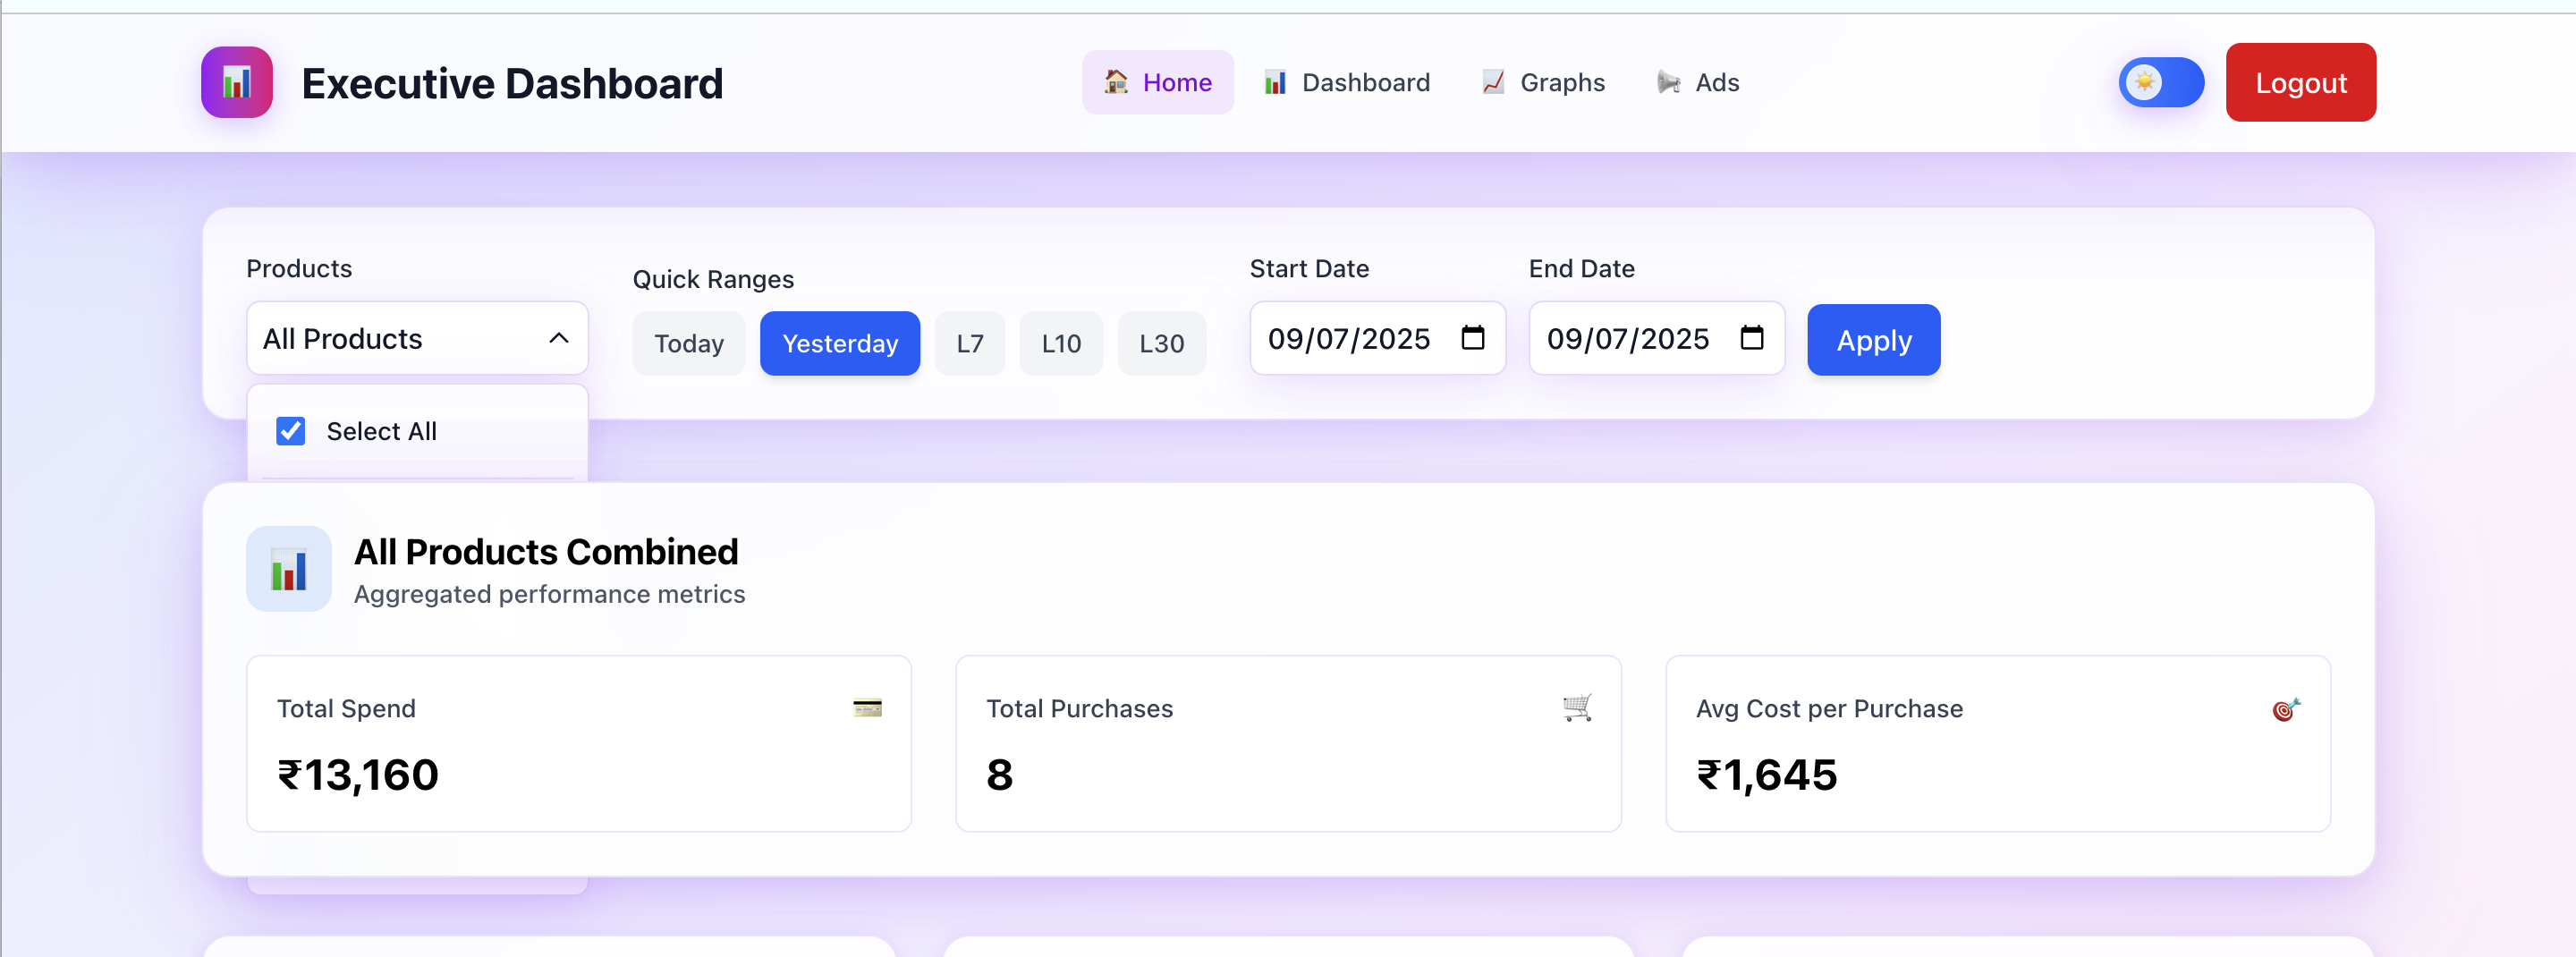 Executive Dashboard
Home
Dashboard
Graphs
Ads
Logout
Products
All Products
Select All
Quick Ranges
Today
Yesterday
L7
L10
L30
Start Date
09/07/2025
End Date
09/07/2025
Apply
All Products Combined
Aggregated performance metrics
Total Spend
₹13,160
Total Purchases
8
Avg Cost per Purchase
₹1,645